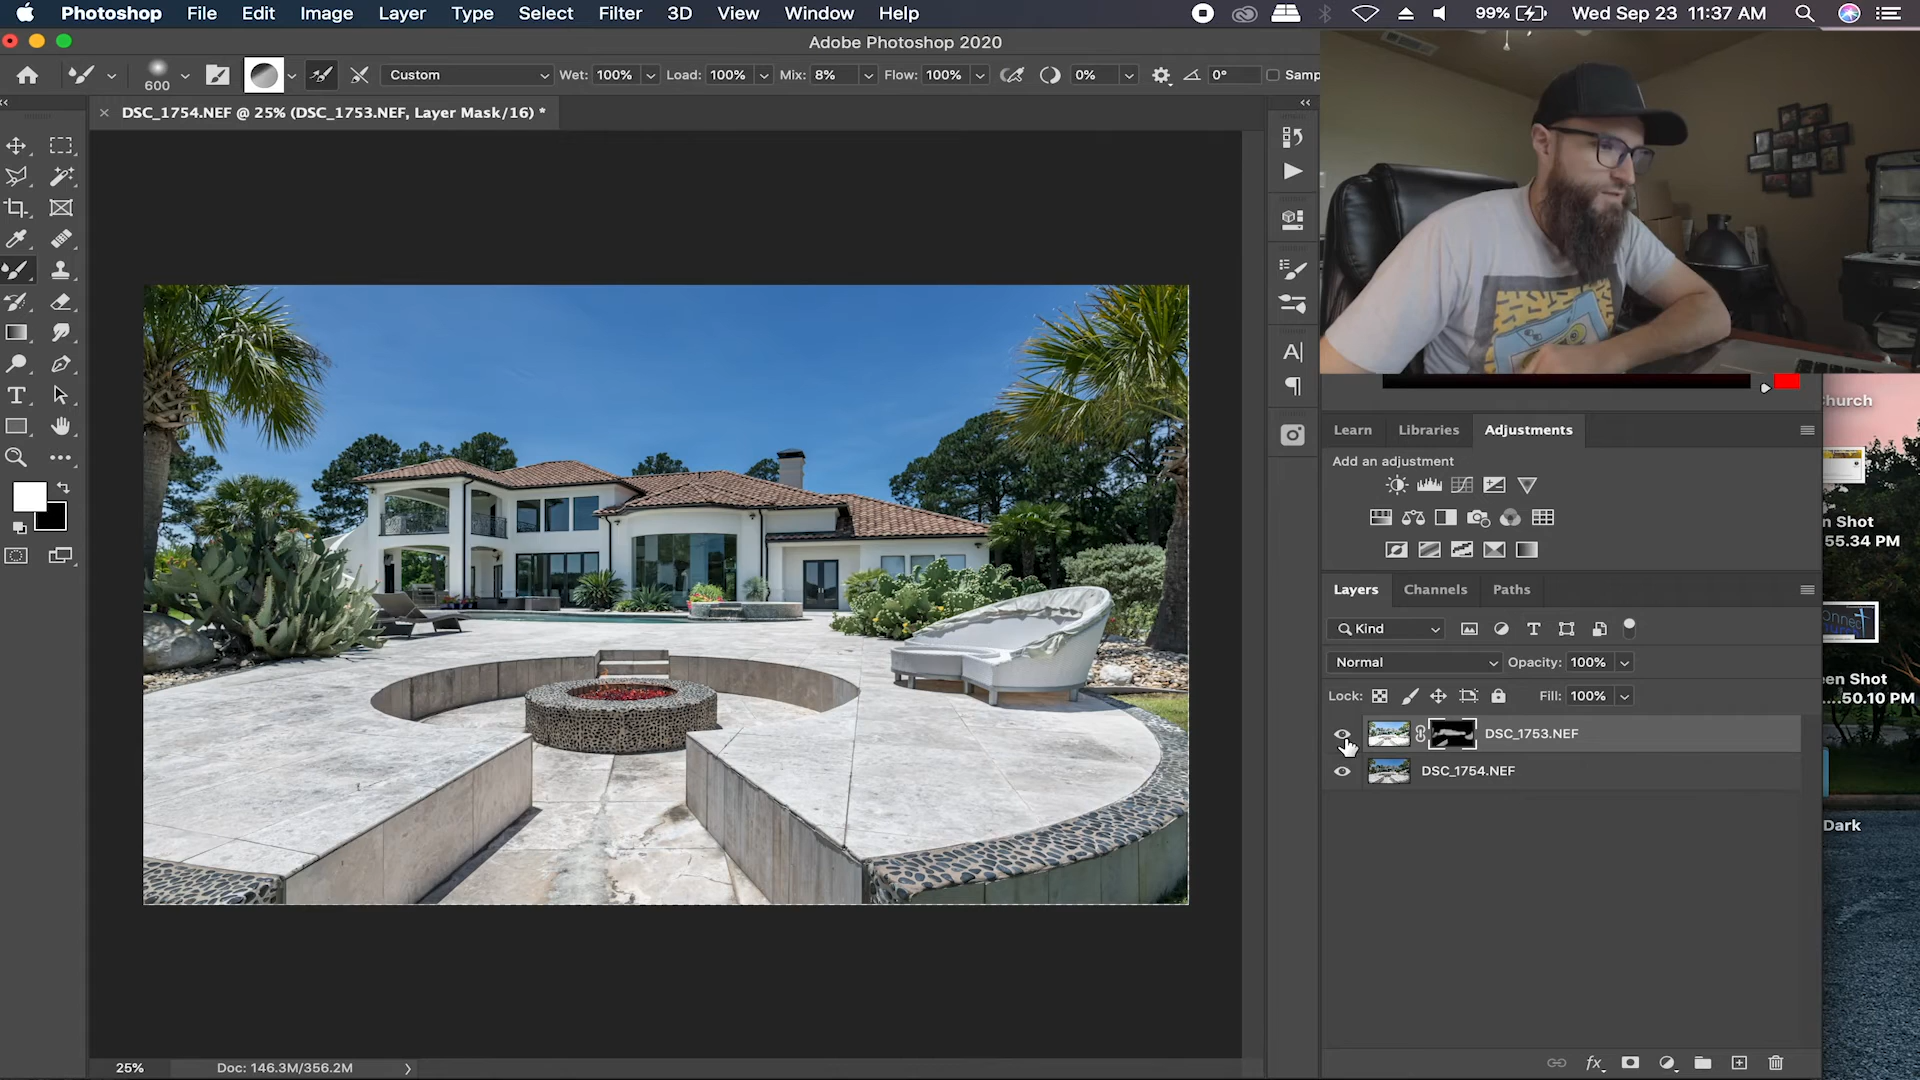 Photoshop File Edit Image Layer Type Select Filter 3D View Window Help 99% Wed Sep 23 11:37 AM
Adobe Photoshop 2020
600 Custom Wet: 100% Load: 100% Mix: 8% Flow: 100% 0% 0° Samp
DSC_1754.NEF @ 25% (DSC_1753.NEF, Layer Mask/16) *
Learn Libraries Adjustments
Add an adjustment
Layers Channels Paths
Kind
Normal Opacity: 100%
Lock: Fill: 100%
DSC_1753.NEF
DSC_1754.NEF
hurch
n Shot
55.34 PM
onnect
en Shot
...50.10 PM
Dark
25% Doc: 146.3M/356.2M